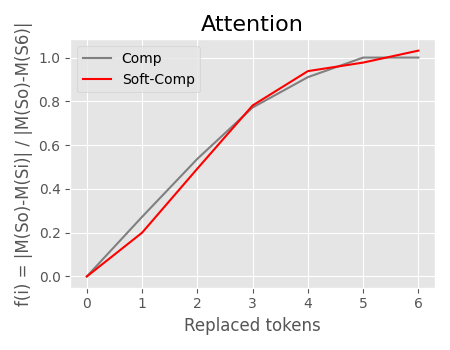 Attention
Comp
Soft-Comp
f(i) = |M(So)-M(Si)| / |M(So)-M(S6)|
1.0
0.8
0.6
0.4
0.2
0.0
0 1 2 3 4 5 6
Replaced tokens